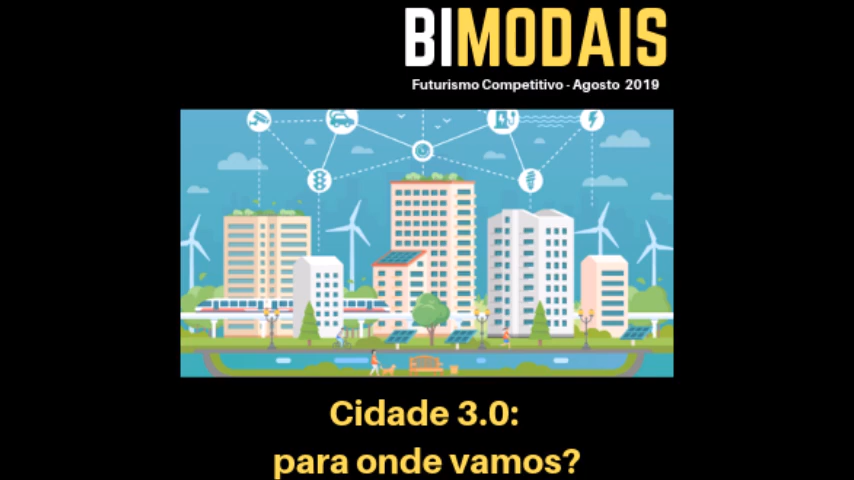 BIMODAIS
Futurismo Competitivo - Agosto 2019
Cidade 3.0:
para onde vamos?